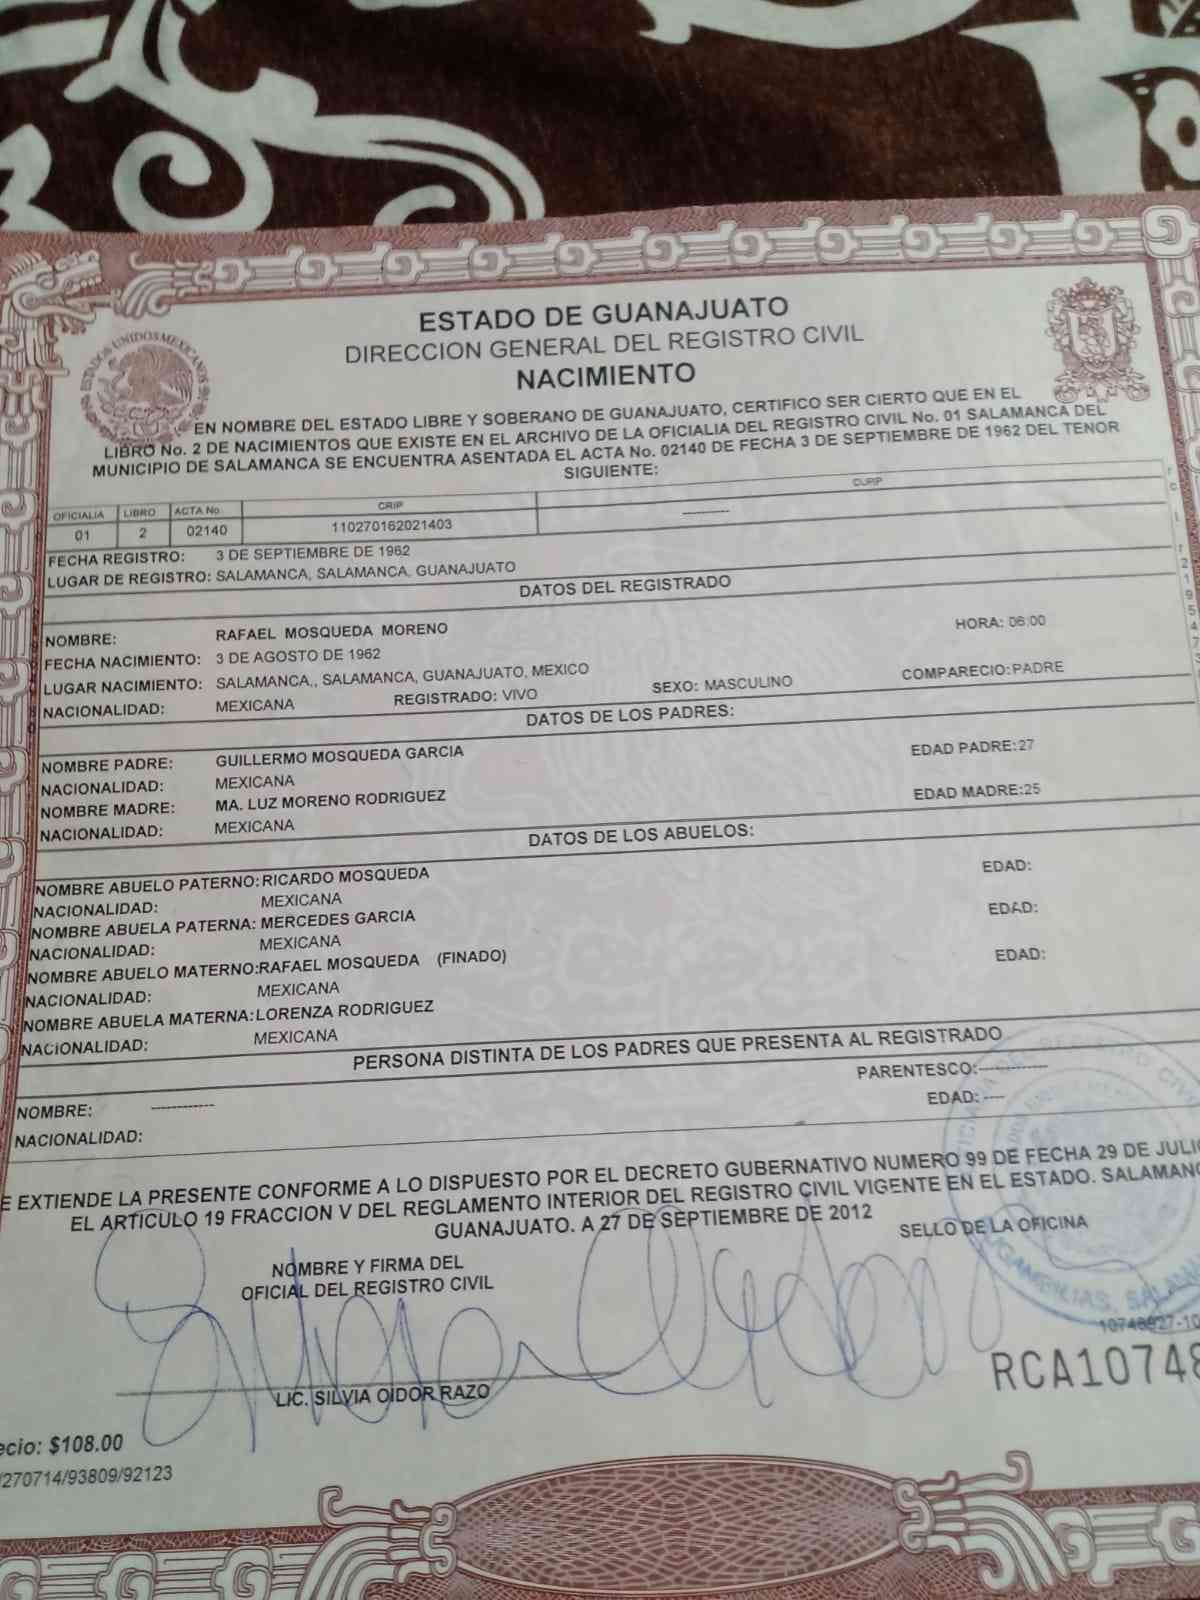 ESTADOS UNIDOS MEXICANOS
ESTADO DE GUANAJUATO
DIRECCION GENERAL DEL REGISTRO CIVIL
NACIMIENTO
EN NOMBRE DEL ESTADO LIBRE Y SOBERANO DE GUANAJUATO, CERTIFICO SER CIERTO QUE EN EL
LIBRO No. 2 DE NACIMIENTOS QUE EXISTE EN EL ARCHIVO DE LA OFICIALIA DEL REGISTRO CIVIL No. 01 SALAMANCA DEL
MUNICIPIO DE SALAMANCA SE ENCUENTRA ASENTADA EL ACTA No. 02140 DE FECHA 3 DE SEPTIEMBRE DE 1962 DEL TENOR
SIGUIENTE:
OFICIALIA LIBRO ACTA No. CRIP CURP
01 2 02140 110270162021403 ----------
FECHA REGISTRO: 3 DE SEPTIEMBRE DE 1962
LUGAR DE REGISTRO: SALAMANCA, SALAMANCA, GUANAJUATO
DATOS DEL REGISTRADO
NOMBRE: RAFAEL MOSQUEDA MORENO HORA: 06:00
FECHA NACIMIENTO: 3 DE AGOSTO DE 1962
LUGAR NACIMIENTO: SALAMANCA,, SALAMANCA, GUANAJUATO, MEXICO
NACIONALIDAD: MEXICANA REGISTRADO: VIVO SEXO: MASCULINO COMPARECIO: PADRE
DATOS DE LOS PADRES:
NOMBRE PADRE: GUILLERMO MOSQUEDA GARCIA EDAD PADRE:27
NACIONALIDAD: MEXICANA
NOMBRE MADRE: MA. LUZ MORENO RODRIGUEZ EDAD MADRE:25
NACIONALIDAD: MEXICANA
DATOS DE LOS ABUELOS:
NOMBRE ABUELO PATERNO: RICARDO MOSQUEDA EDAD:
NACIONALIDAD: MEXICANA
NOMBRE ABUELA PATERNA: MERCEDES GARCIA EDAD:
NACIONALIDAD: MEXICANA
NOMBRE ABUELO MATERNO: RAFAEL MOSQUEDA (FINADO) EDAD:
NACIONALIDAD: MEXICANA
NOMBRE ABUELA MATERNA: LORENZA RODRIGUEZ
NACIONALIDAD: MEXICANA
PERSONA DISTINTA DE LOS PADRES QUE PRESENTA AL REGISTRADO
PARENTESCO:------------
NOMBRE: ------------ EDAD: ----
NACIONALIDAD:
E EXTIENDE LA PRESENTE CONFORME A LO DISPUESTO POR EL DECRETO GUBERNATIVO NUMERO 99 DE FECHA 29 DE JULIO
EL ARTICULO 19 FRACCION V DEL REGLAMENTO INTERIOR DEL REGISTRO CIVIL VIGENTE EN EL ESTADO. SALAMAN
GUANAJUATO. A 27 DE SEPTIEMBRE DE 2012
SELLO DE LA OFICINA
NOMBRE Y FIRMA DEL
OFICIAL DEL REGISTRO CIVIL
LIC. SILVIA OIDOR RAZO
10748827-10
RCA10748
ecio: $108.00
/270714/93809/92123